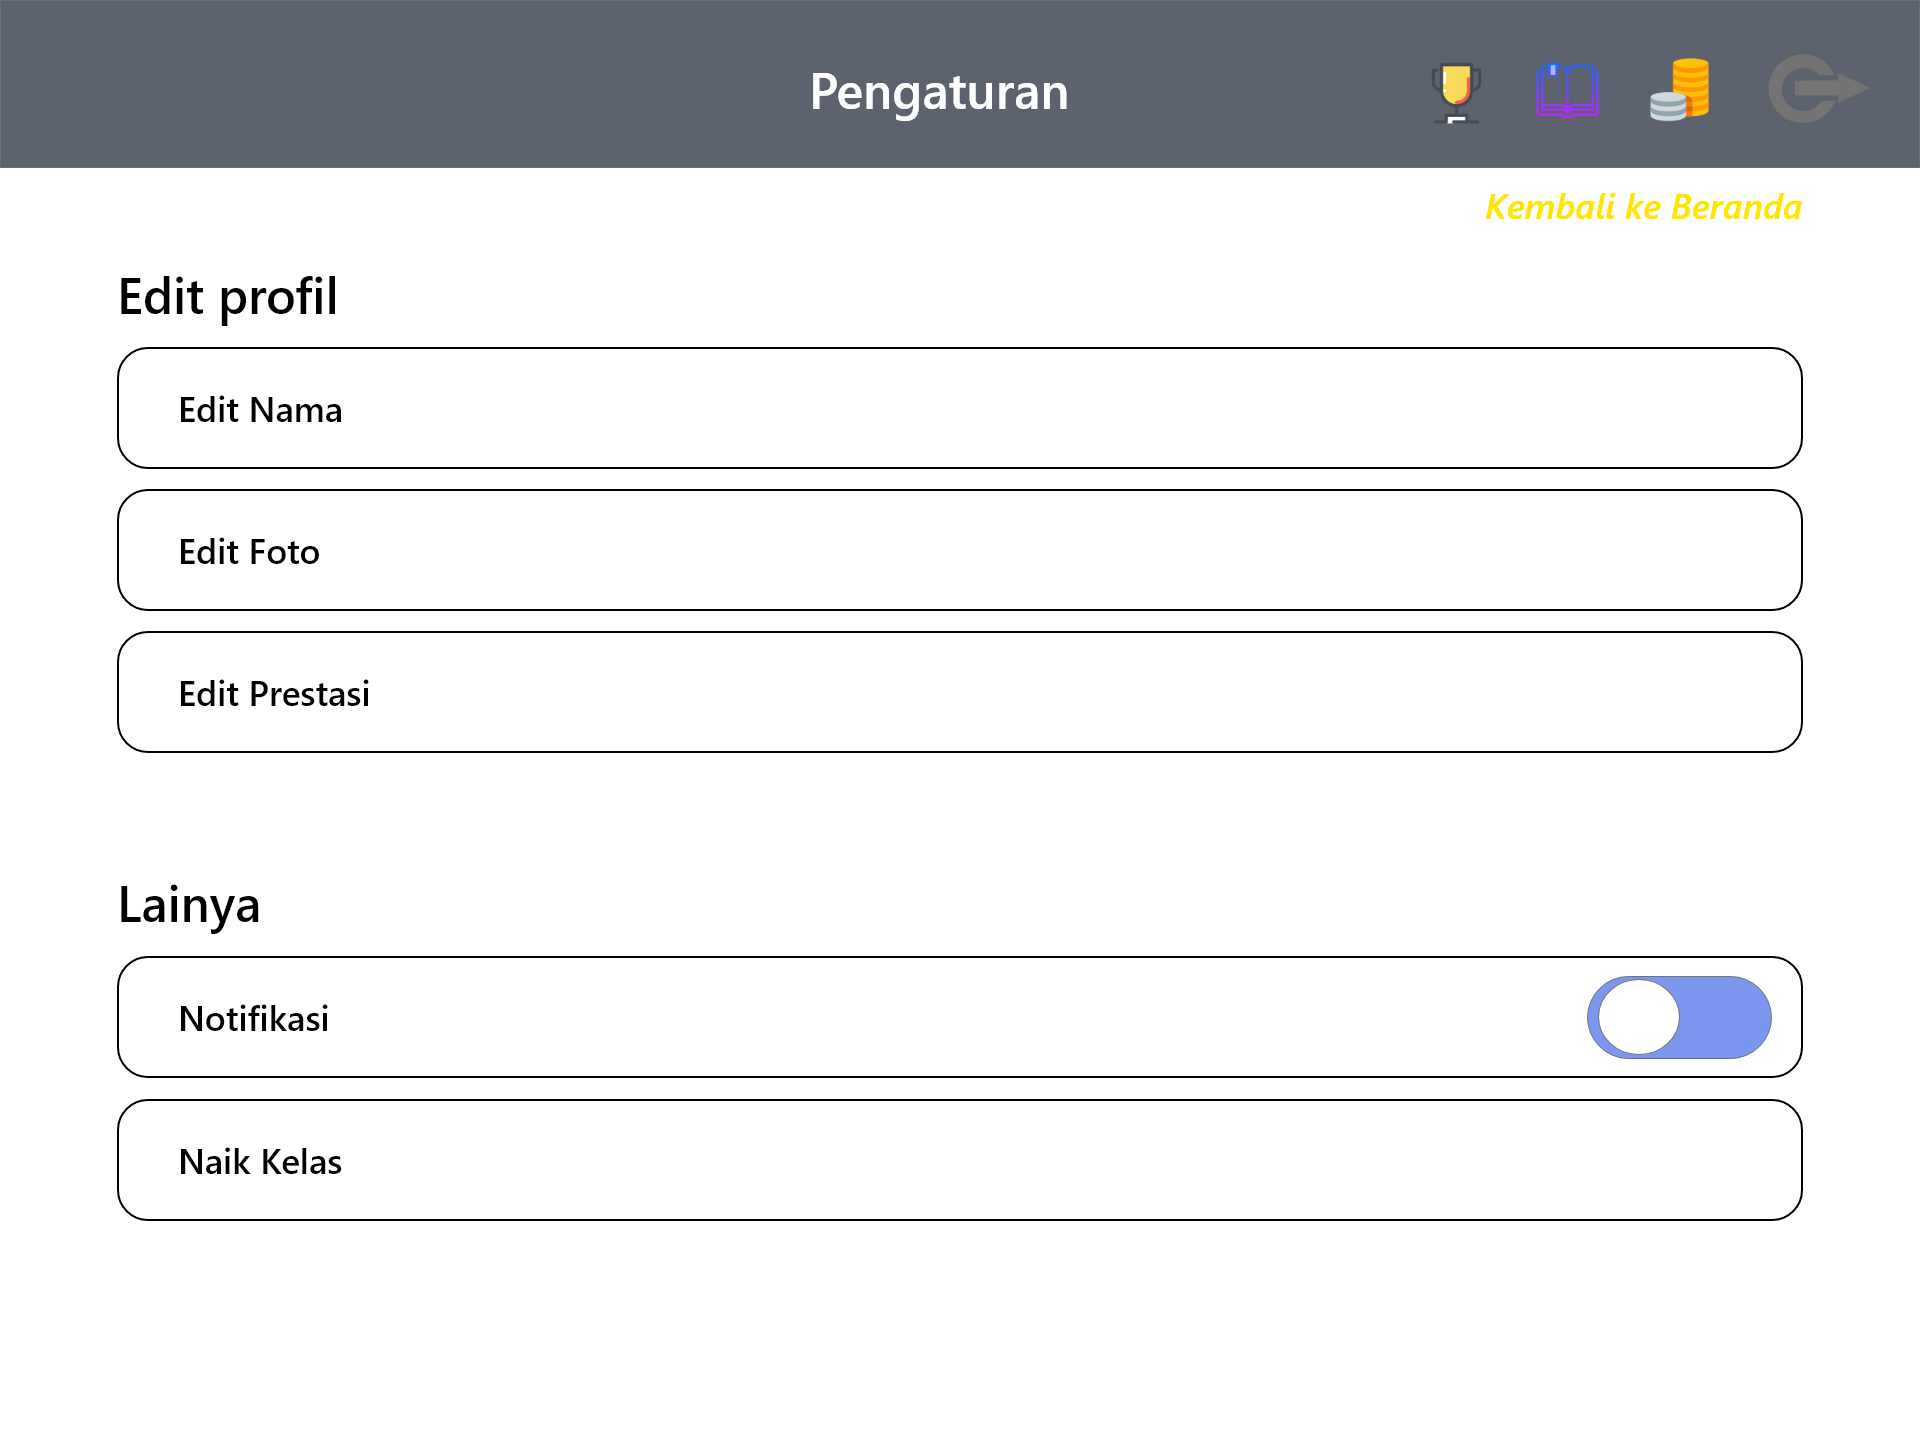 Pengaturan
Kembali ke Beranda
Edit profil
Edit Nama
Edit Foto
Edit Prestasi
Lainya
Notifikasi
Naik Kelas